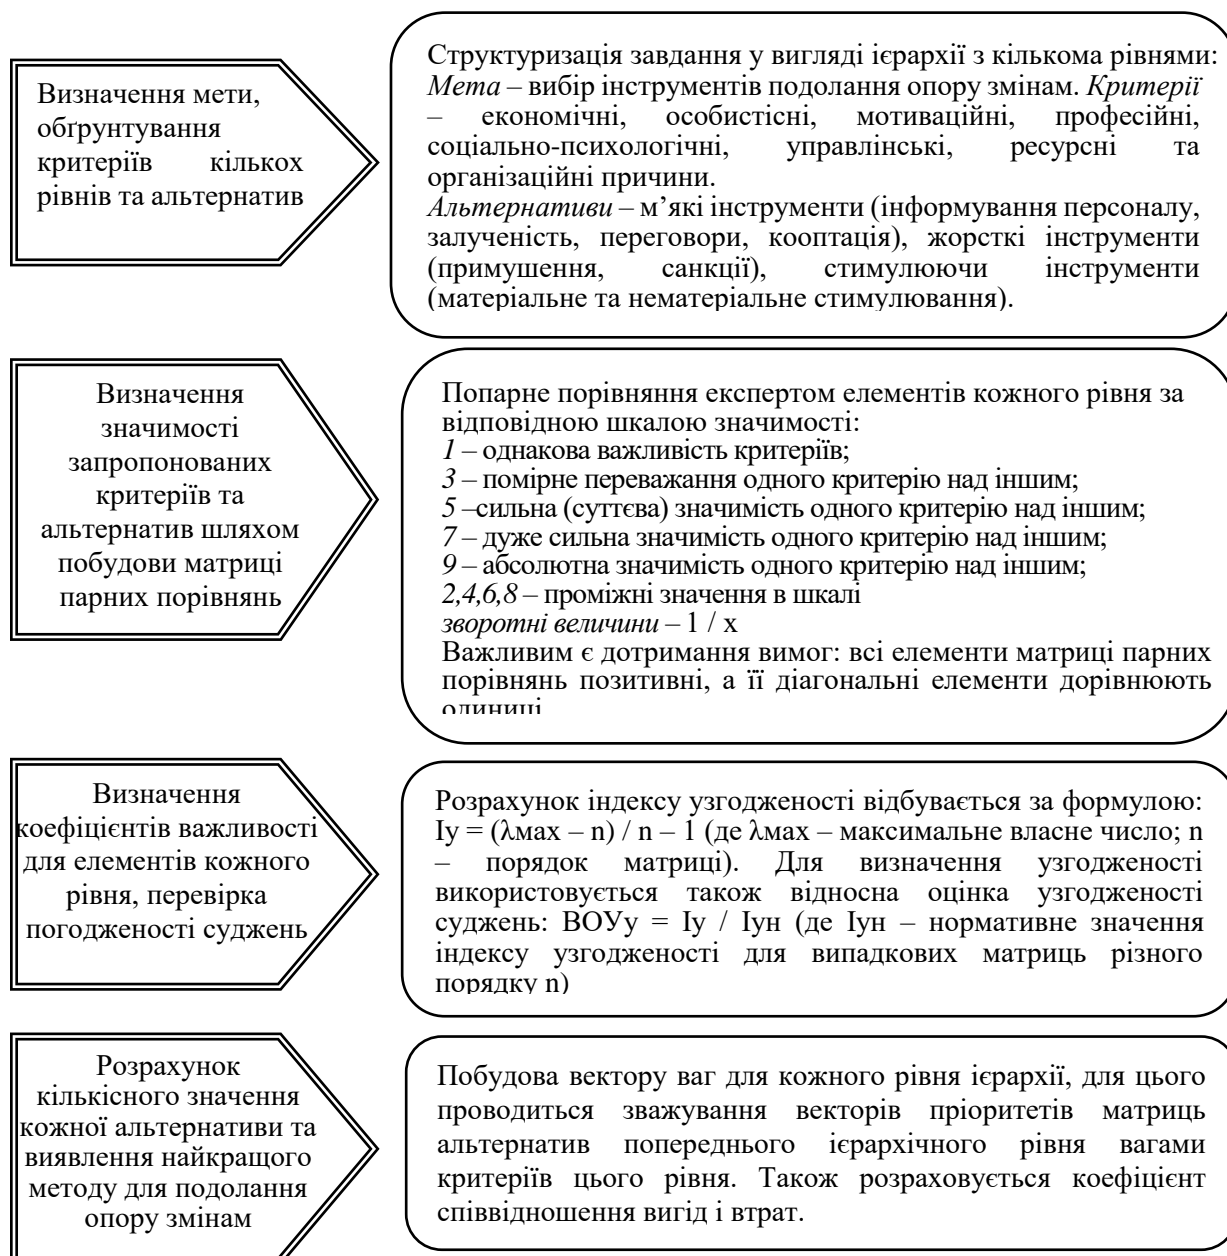 Визначення мети,
обґрунтування
критеріїв кількох
рівнів та альтернатив
Структуризація завдання у вигляді ієрархії з кількома рівнями:
Мета – вибір інструментів подолання опору змінам. Критерії
– економічні, особистісні, мотиваційні, професійні,
соціально-психологічні, управлінські, ресурсні та
організаційні причини.
Альтернативи – м’які інструменти (інформування персоналу,
залученість, переговори, кооптація), жорсткі інструменти
(примушення, санкції), стимулюючи інструменти
(матеріальне та нематеріальне стимулювання).
Визначення
значимості
запропонованих
критеріїв та
альтернатив шляхом
побудови матриці
парних порівнянь
Попарне порівняння експертом елементів кожного рівня за
відповідною шкалою значимості:
1 – однакова важливість критеріїв;
3 – помірне переважання одного критерію над іншим;
5 –сильна (суттєва) значимість одного критерію над іншим;
7 – дуже сильна значимість одного критерію над іншим;
9 – абсолютна значимість одного критерію над іншим;
2,4,6,8 – проміжні значення в шкалі
зворотні величини – 1 / х
Важливим є дотримання вимог: всі елементи матриці парних
порівнянь позитивні, а її діагональні елементи дорівнюють
одиниці
Визначення
коефіцієнтів важливості
для елементів кожного
рівня, перевірка
погодженості суджень
Розрахунок індексу узгодженості відбувається за формулою:
Iу = (λмах – n) / n – 1 (де λмах – максимальне власне число; n
– порядок матриці). Для визначення узгодженості
використовується також відносна оцінка узгодженості
суджень: ВОУу = Iу / Iун (де Iун – нормативне значення
індексу узгодженості для випадкових матриць різного
порядку n)
Розрахунок
кількісного значення
кожної альтернативи та
виявлення найкращого
методу для подолання
опору змінам
Побудова вектору ваг для кожного рівня ієрархії, для цього
проводиться зважування векторів пріоритетів матриць
альтернатив попереднього ієрархічного рівня вагами
критеріїв цього рівня. Також розраховується коефіцієнт
співвідношення вигід і втрат.